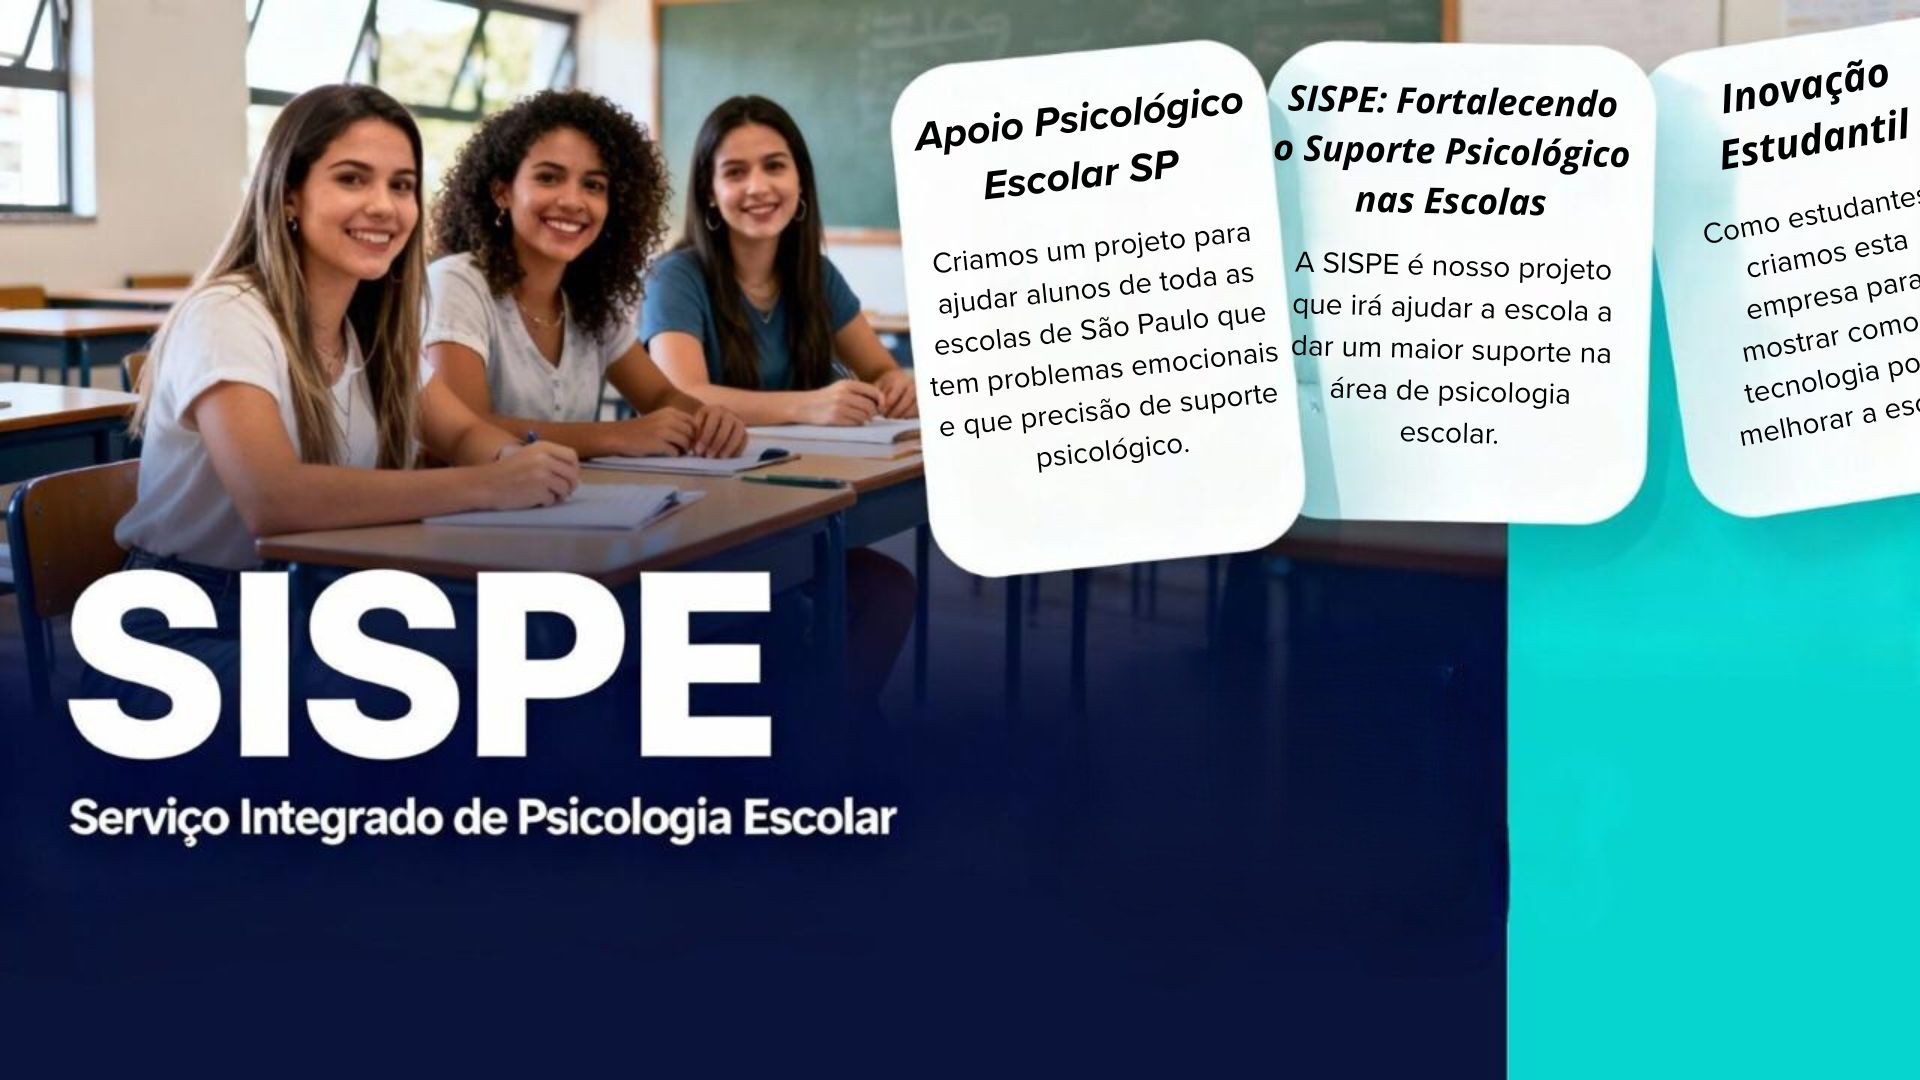 Apoio Psicológico
Escolar SP
Criamos um projeto para
ajudar alunos de toda as
escolas de São Paulo que
tem problemas emocionais
e que precisão de suporte
psicológico.
SISPE: Fortalecendo
o Suporte Psicológico
nas Escolas
A SISPE é nosso projeto
que irá ajudar a escola a
dar um maior suporte na
área de psicologia
escolar.
Inovação
Estudantil
Como estudantes
criamos esta
empresa para
mostrar como
tecnologia
melhorar a
SISPE
Serviço Integrado de Psicologia Escolar